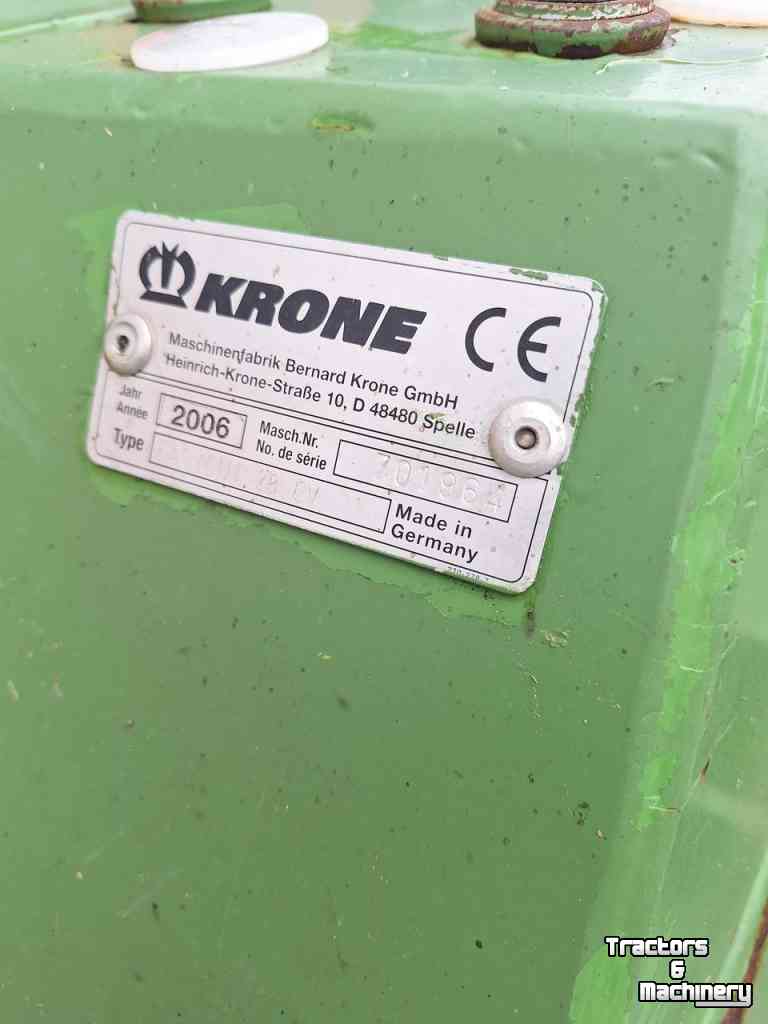 KRONE CE
Maschinenfabrik Bernard Krone GmbH
Heinrich-Krone-Straße 10, D 48480 Spelle
Jahr
Année
2006
Masch.Nr.
No. de série
701964
Type
Made in
Germany
Tractors
&
Machinery